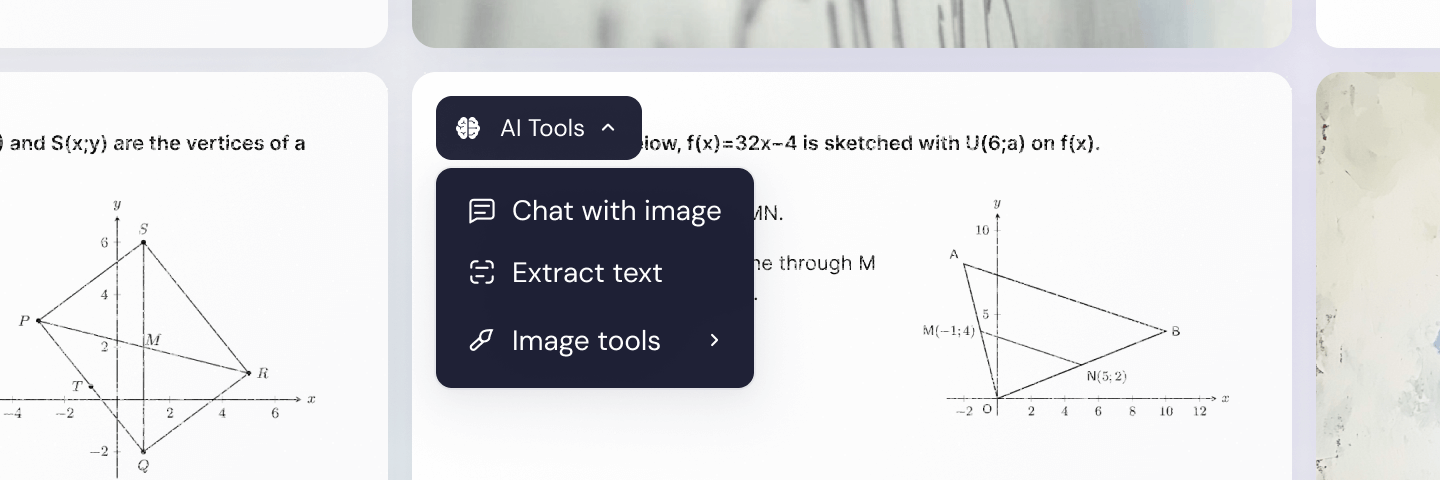 ) and S(x;y) are the vertices of a
y
6
S
4
P
2
M
T
R
−4
−2
2
4
6
x
−2
Q
AI Tools
Chat with image
Extract text
Image tools
elow, f(x)=32x−4 is sketched with U(6;a) on f(x).
MN.
ne through M
.
y
10
A
5
M(−1;4)
B
N(5;2)
−2
O
2
4
6
8
10
12
x